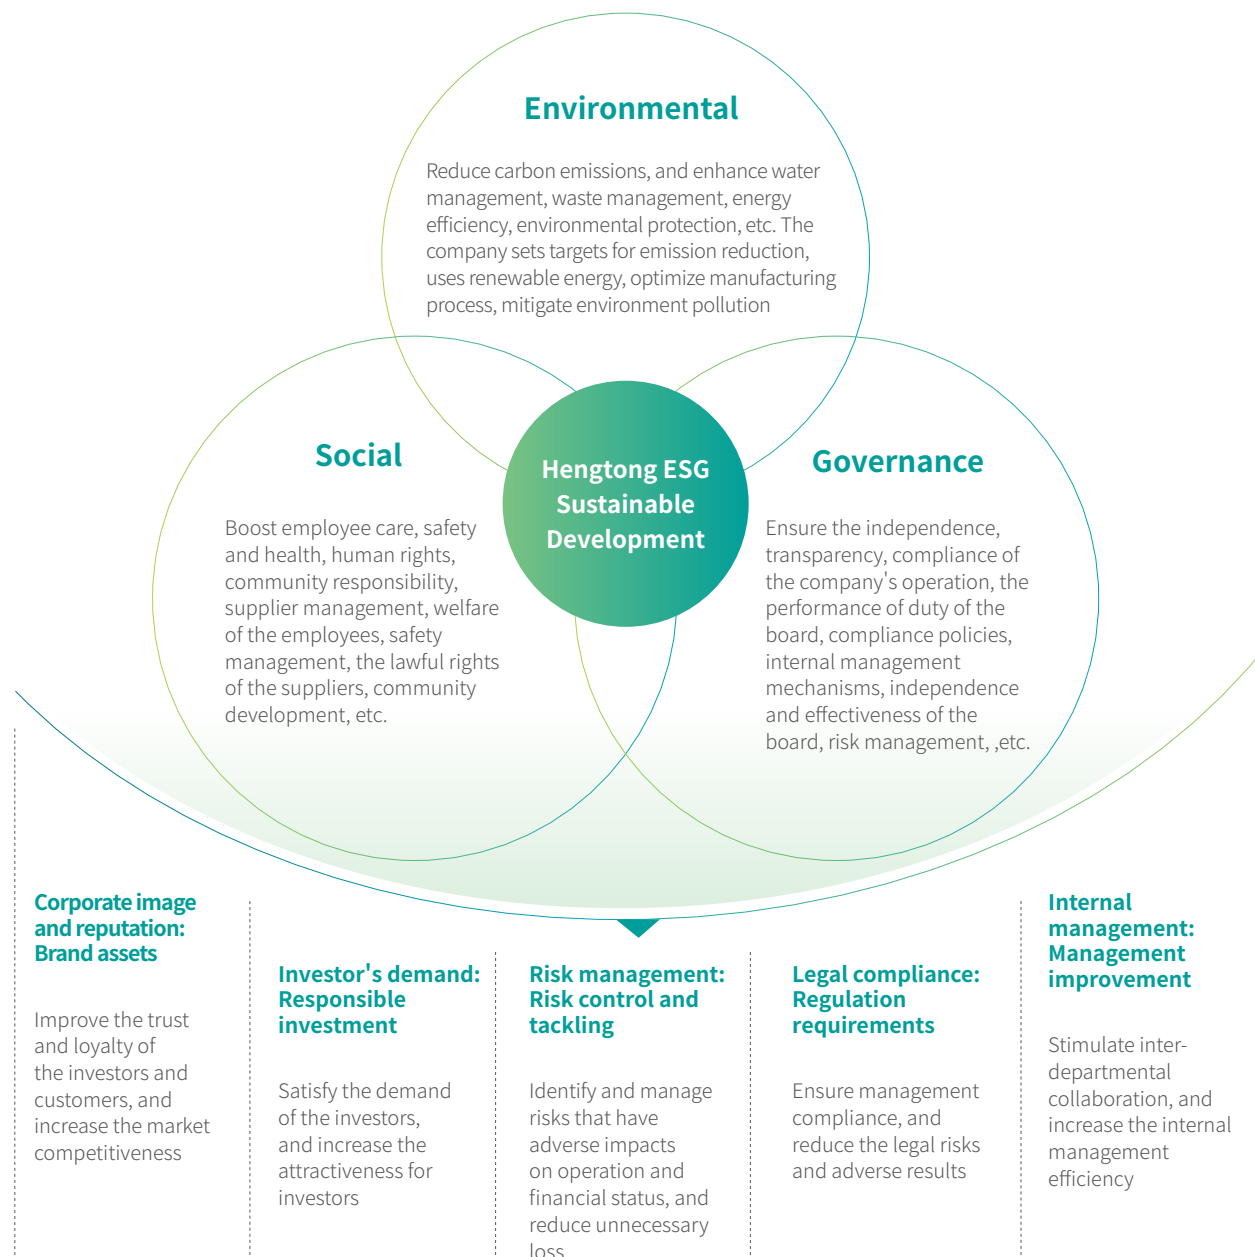 Environmental
Reduce carbon emissions, and enhance water
management, waste management, energy
efficiency, environmental protection, etc. The
company sets targets for emission reduction,
uses renewable energy, optimize manufacturing
process, mitigate environment pollution
Social
Boost employee care, safety
and health, human rights,
community responsibility,
supplier management, welfare
of the employees, safety
management, the lawful rights
of the suppliers, community
development, etc.
Hengtong ESG
Sustainable
Development
Governance
Ensure the independence,
transparency, compliance of
the company's operation, the
performance of duty of the
board, compliance policies,
internal management
mechanisms, independence
and effectiveness of the
board, risk management, ,etc.
Corporate image
and reputation:
Brand assets
Improve the trust
and loyalty of
the investors and
customers, and
increase the market
competitiveness
Investor's demand:
Responsible
investment
Satisfy the demand
of the investors,
and increase the
attractiveness for
investors
Risk management:
Risk control and
tackling
Identify and manage
risks that have
adverse impacts
on operation and
financial status, and
reduce unnecessary
loss
Legal compliance:
Regulation
requirements
Ensure management
compliance, and
reduce the legal risks
and adverse results
Internal
management:
Management
improvement
Stimulate inter-
departmental
collaboration, and
increase the internal
management
efficiency